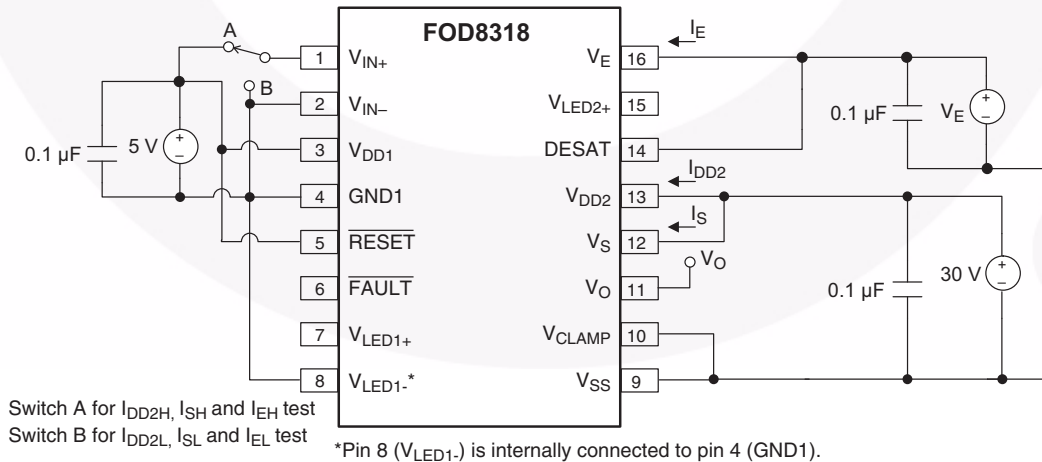 FOD8318
A
B
5 V
0.1 µF
1 V_IN+
2 V_IN–
3 V_DD1
4 GND1
5 R̅E̅S̅E̅T̅
6 F̅A̅U̅L̅T̅
7 V_LED1+
8 V_LED1-*
V_E 16
V_LED2+ 15
DESAT 14
V_DD2 13
V_S 12
V_O 11
V_CLAMP 10
V_SS 9
I_E
I_DD2
I_S
V_O
0.1 µF
V_E
0.1 µF
30 V
+
–
+
–
+
–
Switch A for I_DD2H, I_SH and I_EH test
Switch B for I_DD2L, I_SL and I_EL test
*Pin 8 (V_LED1-) is internally connected to pin 4 (GND1).